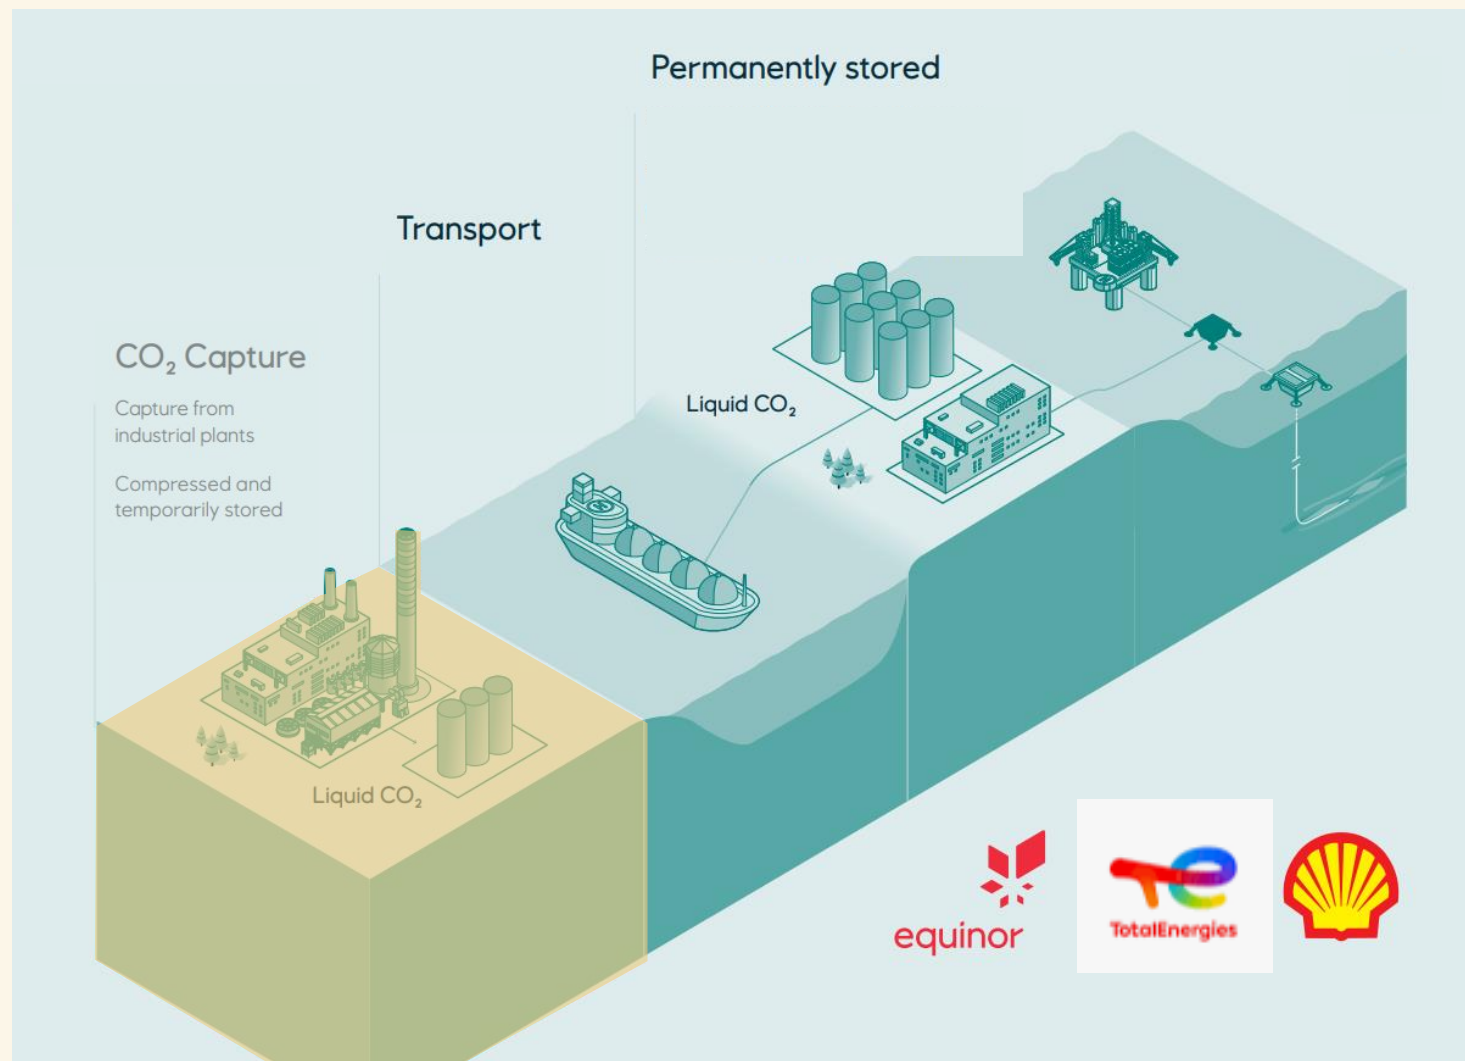 Permanently stored
Transport
CO₂ Capture
Capture from
industrial plants
Compressed and
temporarily stored
Liquid CO₂
Liquid CO₂
equinor
TotalEnergies